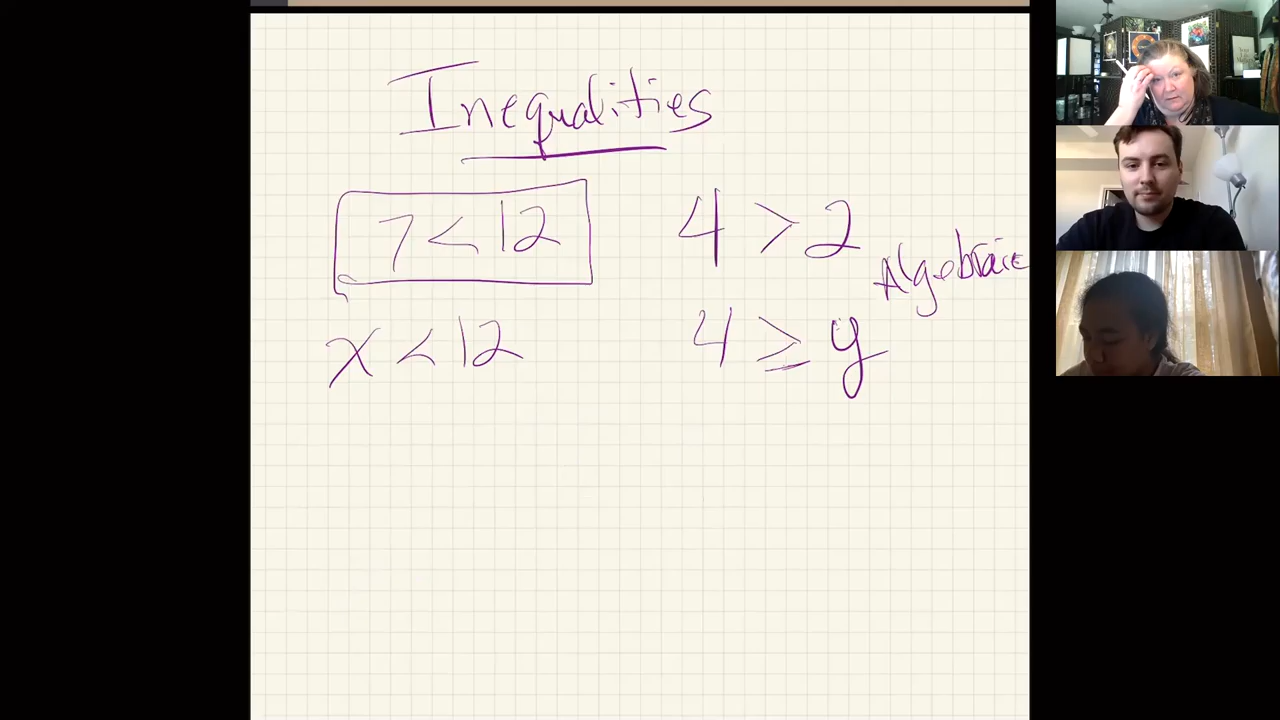 Inequalities
7 < 12
4 > 2
Algebraic
x < 12
4 ≥ y